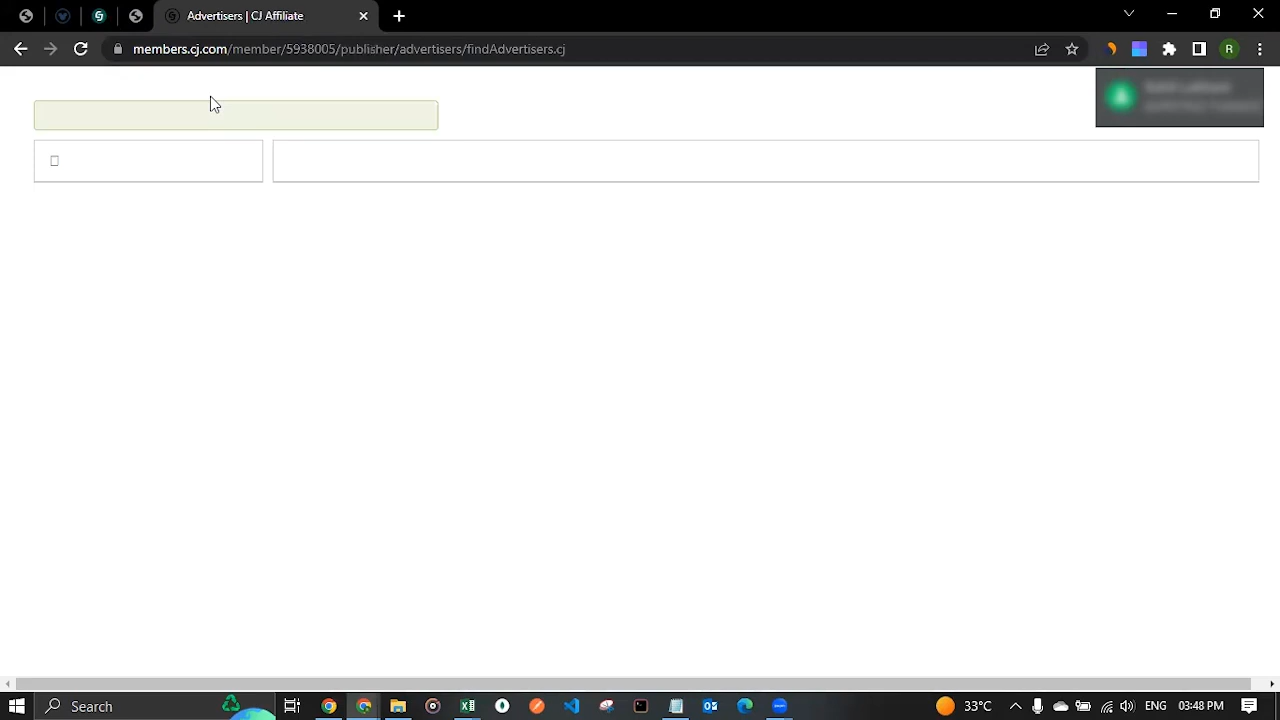 Advertisers | CJ Affiliate
members.cj.com/member/5938005/publisher/advertisers/findAdvertisers.cj
R
Search
33°C
ENG
03:48 PM